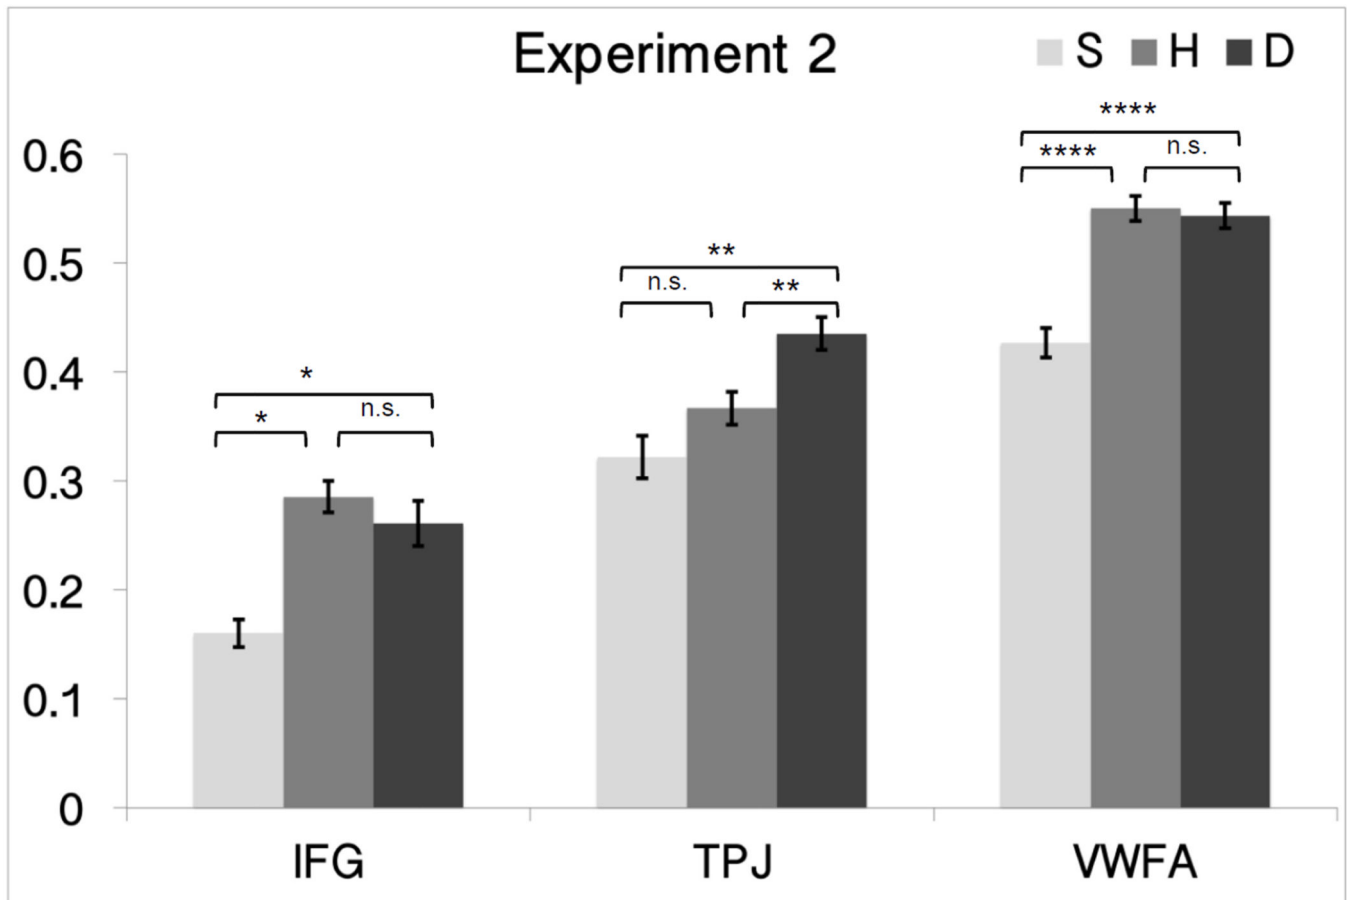 Experiment 2
S H D
****
0.6
**** n.s.
0.5
**
n.s. **
0.4
*
* n.s.
0.3
0.2
0.1
0
IFG TPJ VWFA